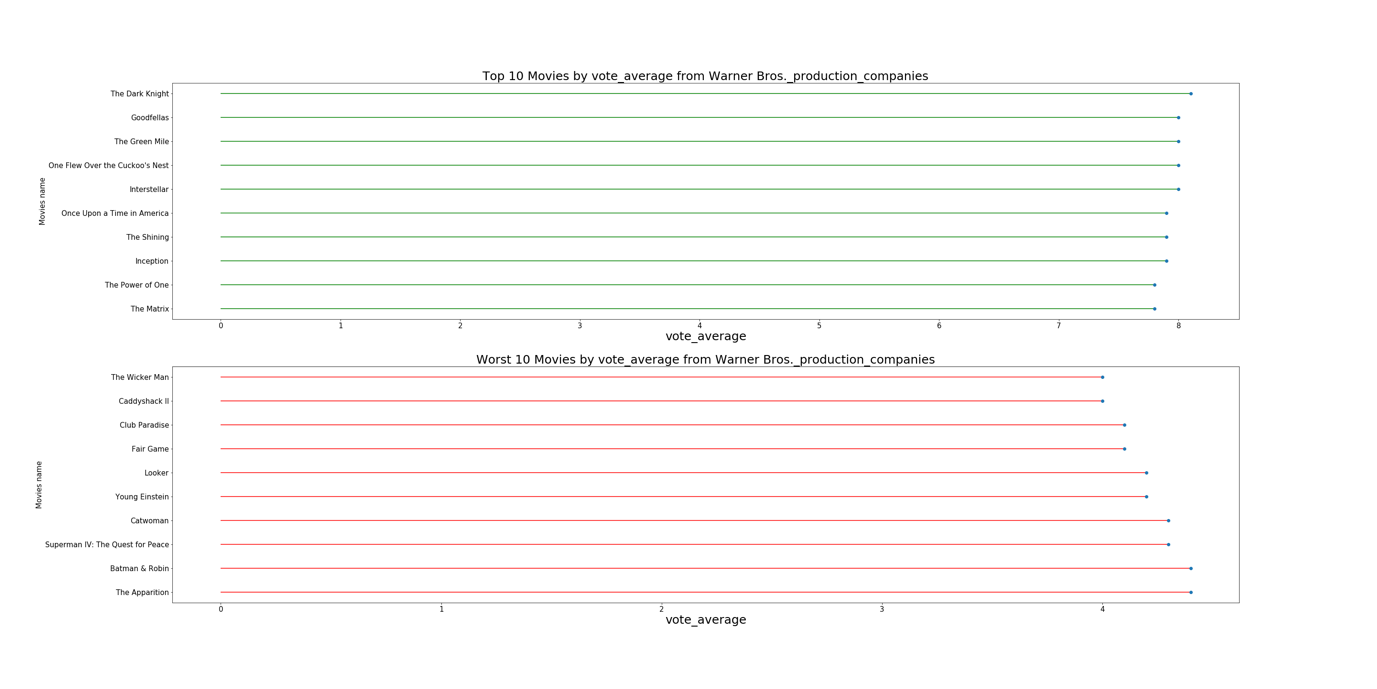 Top 10 Movies by vote_average from Warner Bros._production_companies
Movies name
The Dark Knight
Goodfellas
The Green Mile
One Flew Over the Cuckoo's Nest
Interstellar
Once Upon a Time in America
The Shining
Inception
The Power of One
The Matrix
0 1 2 3 4 5 6 7 8
vote_average
Worst 10 Movies by vote_average from Warner Bros._production_companies
Movies name
The Wicker Man
Caddyshack II
Club Paradise
Fair Game
Looker
Young Einstein
Catwoman
Superman IV: The Quest for Peace
Batman & Robin
The Apparition
0 1 2 3 4
vote_average